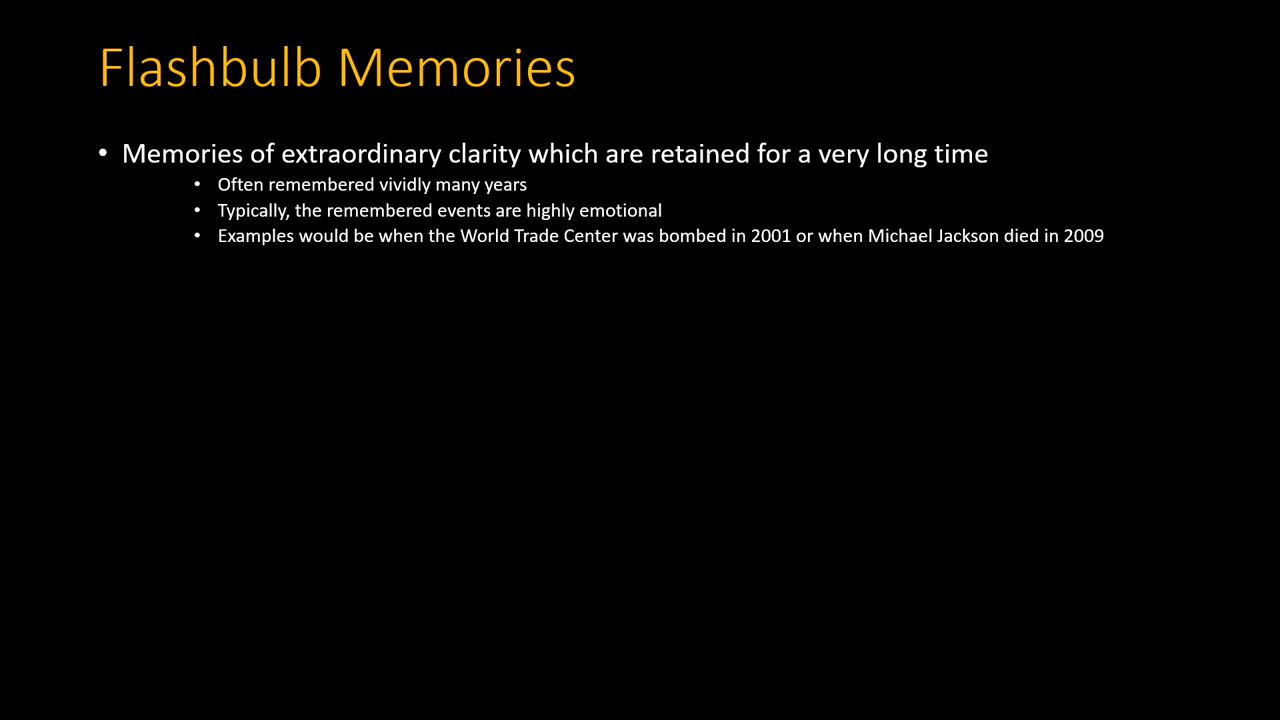 Flashbulb Memories
• Memories of extraordinary clarity which are retained for a very long time
• Often remembered vividly many years
• Typically, the remembered events are highly emotional
• Examples would be when the World Trade Center was bombed in 2001 or when Michael Jackson died in 2009